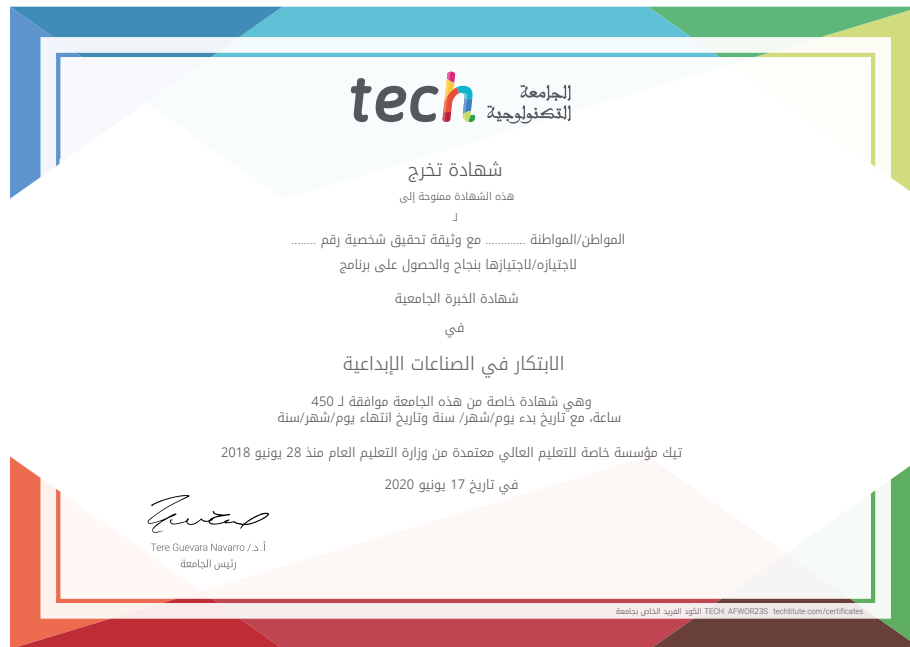 tech الجامعة
التكنولوجية
شهادة تخرج
هذه الشهادة ممنوحة إلى
لـ
المواطن/المواطنة ............ مع وثيقة تحقيق شخصية رقم ........
لاجتيازه/لاجتيازها بنجاح والحصول على برنامج
شهادة الخبرة الجامعية
في
الابتكار في الصناعات الإبداعية
وهي شهادة خاصة من هذه الجامعة موافقة لـ 450
ساعة، مع تاريخ بدء يوم/شهر/ سنة وتاريخ انتهاء يوم/شهر/سنة
تيك مؤسسة خاصة للتعليم العالي معتمدة من وزارة التعليم العام منذ 28 يونيو 2018
في تاريخ 17 يونيو 2020
أ.د./ Tere Guevara Navarro
رئيس الجامعة
الكود الفريد الخاص بجامعة TECH: AFWOR23S techtitute.com/certificates